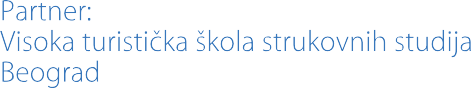 Partner:
Visoka turistička škola strukovnih studija
Beograd